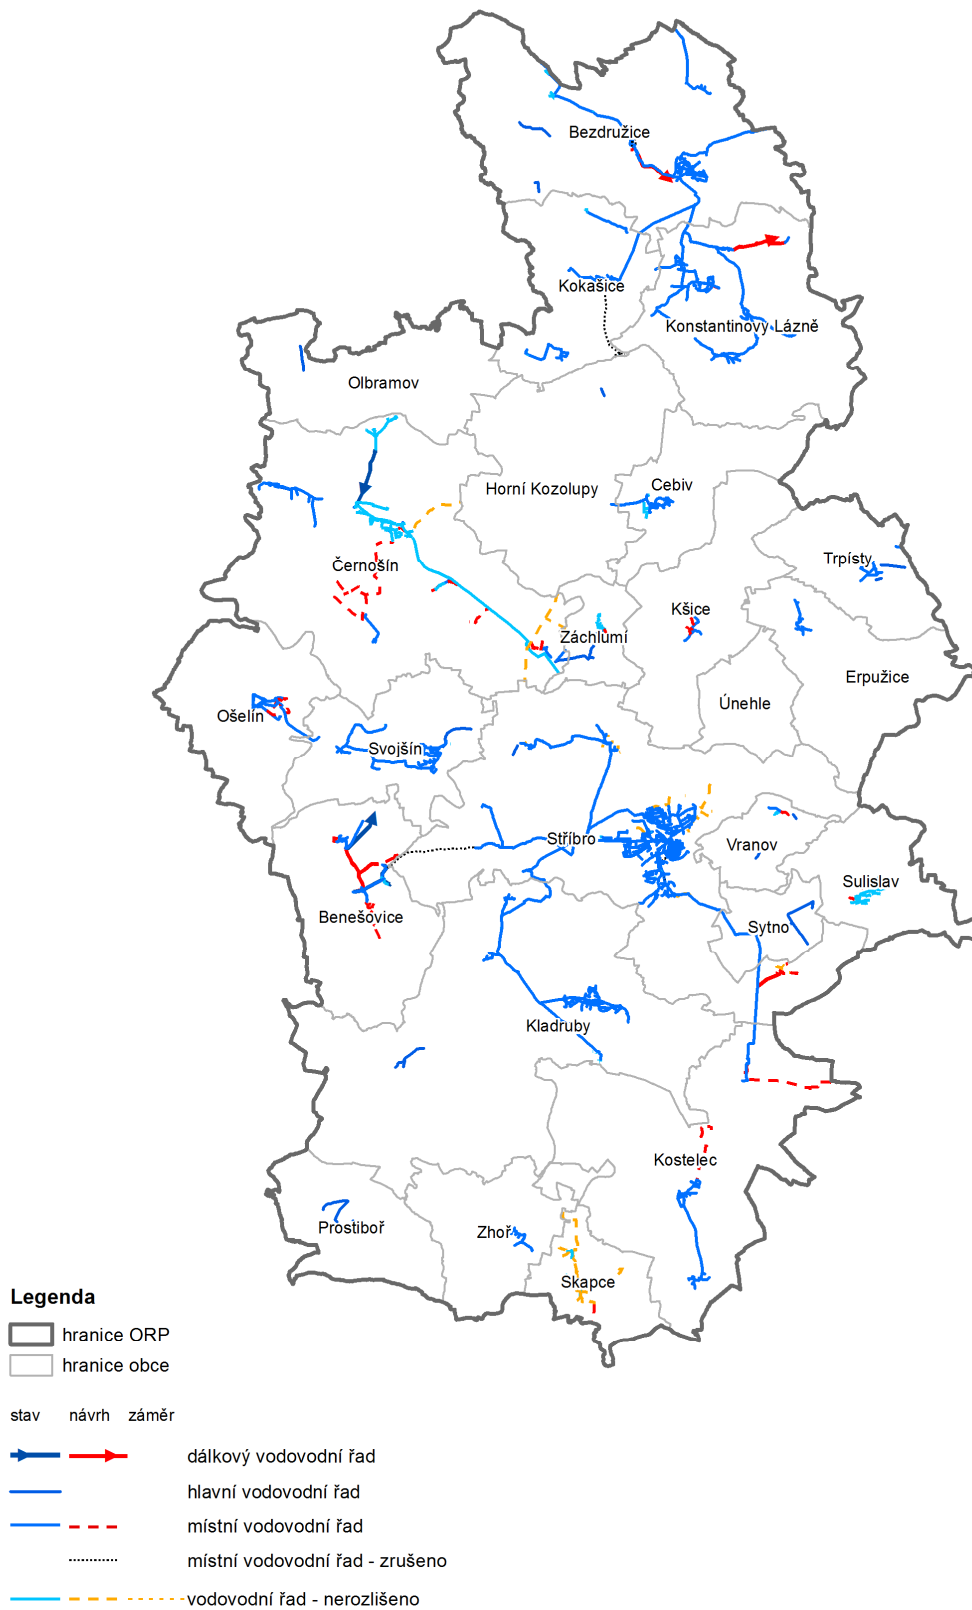 Bezdružice
Kokašice
Konstantinovy Lázně
Olbramov
Horní Kozolupy
Cebiv
Trpísty
Černošín
Kšice
Záchlumí
Erpužice
Únehle
Ošelín
Svojšín
Stříbro
Vranov
Sulislav
Benešovice
Sytno
Kladruby
Kostelec
Prostiboř
Zhoř
Skapce
Legenda
hranice ORP
hranice obce
stav návrh záměr
dálkový vodovodní řad
hlavní vodovodní řad
místní vodovodní řad
místní vodovodní řad - zrušeno
vodovodní řad - nerozlišeno